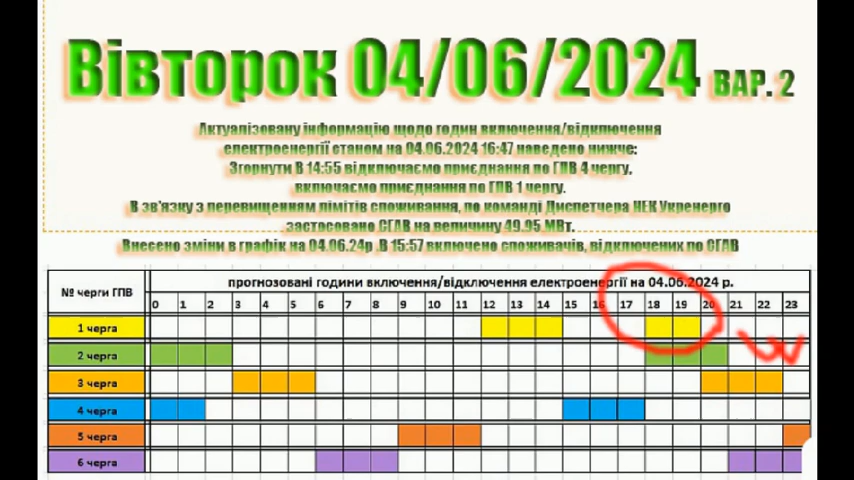 Вівторок 04/06/2024 ВАР. 2
Актуалізовану інформацію щодо годин включення/відключення
електроенергії станом на 04.06.2024 16:47 наведено нижче:
Згорнути В 14:55 відключаємо приєднання по ГПВ 4 чергу,
включаємо приєднання по ГПВ 1 чергу.
В зв'язку з перевищенням лімітів споживання, по команді Диспетчера НЕК Укренерго
застосовано СГАВ на величину 49.95 МВт.
Внесено зміни в графік на 04.06.24р .В 15:57 включено споживачів, відключених по СГАВ
№ черги ГПВ
прогнозовані години включення/відключення електроенергії на 04.06.2024 р.
0 1 2 3 4 5 6 7 8 9 10 11 12 13 14 15 16 17 18 19 20 21 22 23
1 черга
2 черга
3 черга
4 черга
5 черга
6 черга